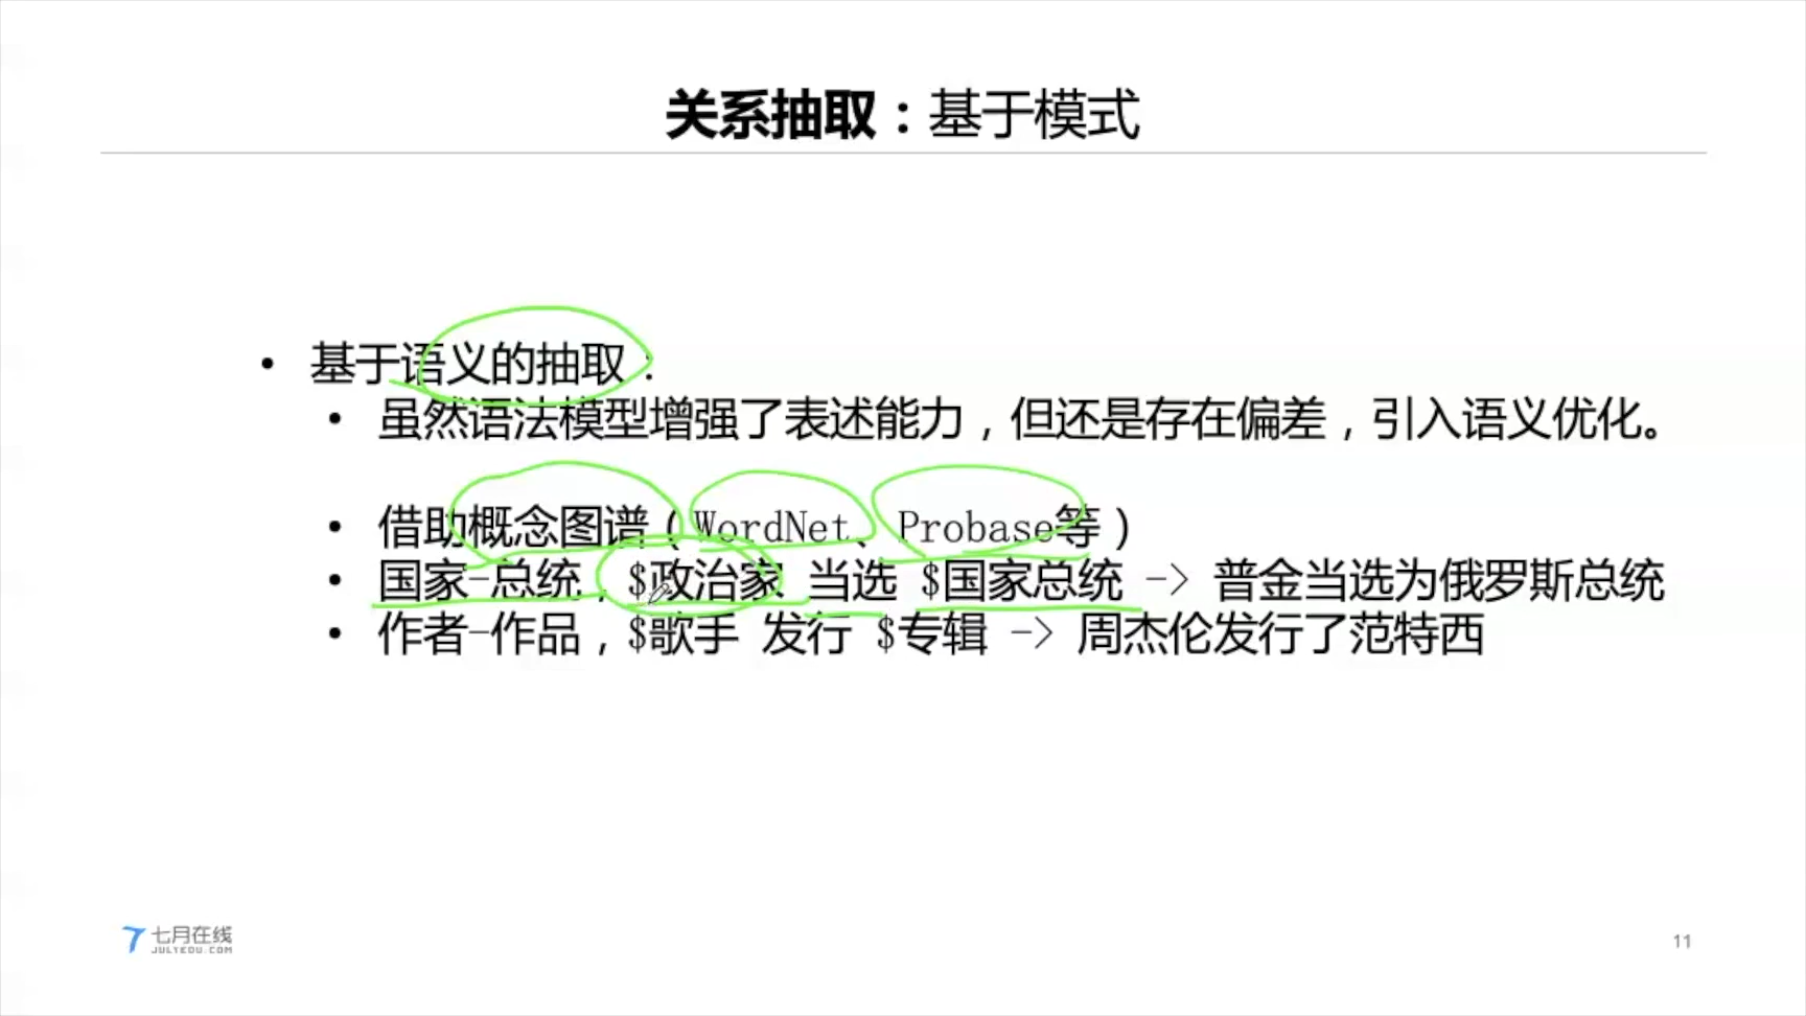 关系抽取：基于模式
• 基于语义的抽取：
• 虽然语法模型增强了表述能力，但还是存在偏差，引入语义优化。
• 借助概念图谱（WordNet、Probase等）
• 国家-总统，$政治家 当选 $国家总统 -> 普金当选为俄罗斯总统
• 作者-作品，$歌手 发行 $专辑 -> 周杰伦发行了范特西
七月在线
JULYEDU.COM
11